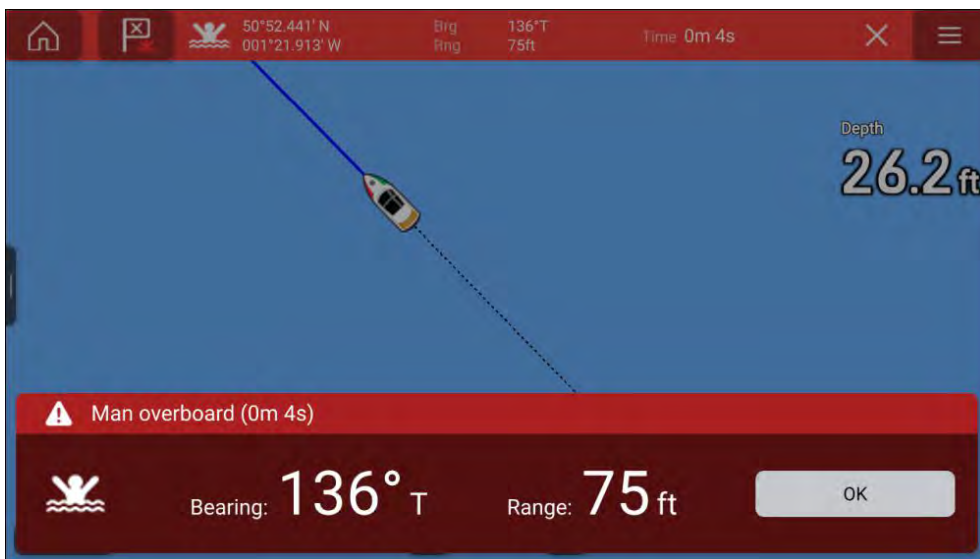 50°52.441' N Brg 136°T Time 0m 4s
001°21.913' W Rng 75ft
Depth
26.2 ft
Man overboard (0m 4s)
Bearing: 136° T Range: 75 ft OK